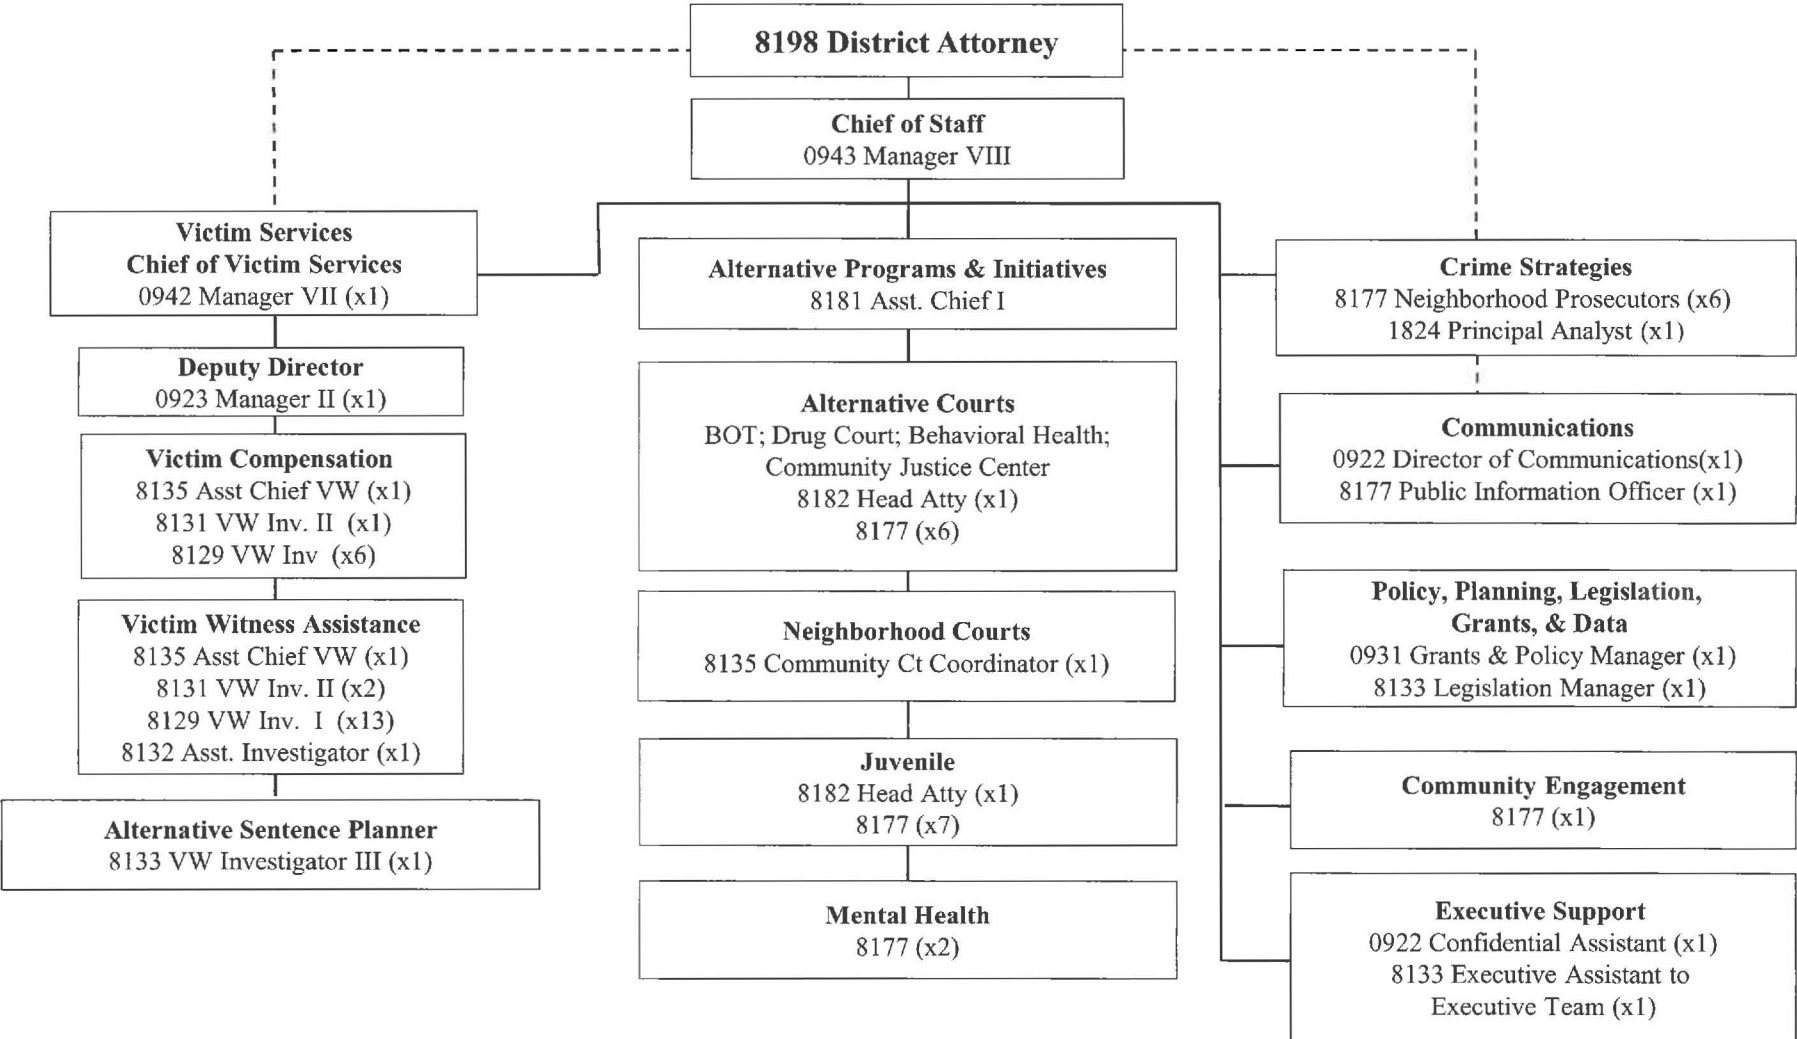 8198 District Attorney
Chief of Staff
0943 Manager VIII
Victim Services
Chief of Victim Services
0942 Manager VII (x1)
Deputy Director
0923 Manager II (x1)
Victim Compensation
8135 Asst Chief VW (x1)
8131 VW Inv. II (x1)
8129 VW Inv (x6)
Victim Witness Assistance
8135 Asst Chief VW (x1)
8131 VW Inv. II (x2)
8129 VW Inv. I (x13)
8132 Asst. Investigator (x1)
Alternative Sentence Planner
8133 VW Investigator III (x1)
Alternative Programs & Initiatives
8181 Asst. Chief I
Alternative Courts
BOT; Drug Court; Behavioral Health;
Community Justice Center
8182 Head Atty (x1)
8177 (x6)
Neighborhood Courts
8135 Community Ct Coordinator (x1)
Juvenile
8182 Head Atty (x1)
8177 (x7)
Mental Health
8177 (x2)
Crime Strategies
8177 Neighborhood Prosecutors (x6)
1824 Principal Analyst (x1)
Communications
0922 Director of Communications(x1)
8177 Public Information Officer (x1)
Policy, Planning, Legislation,
Grants, & Data
0931 Grants & Policy Manager (x1)
8133 Legislation Manager (x1)
Community Engagement
8177 (x1)
Executive Support
0922 Confidential Assistant (x1)
8133 Executive Assistant to
Executive Team (x1)